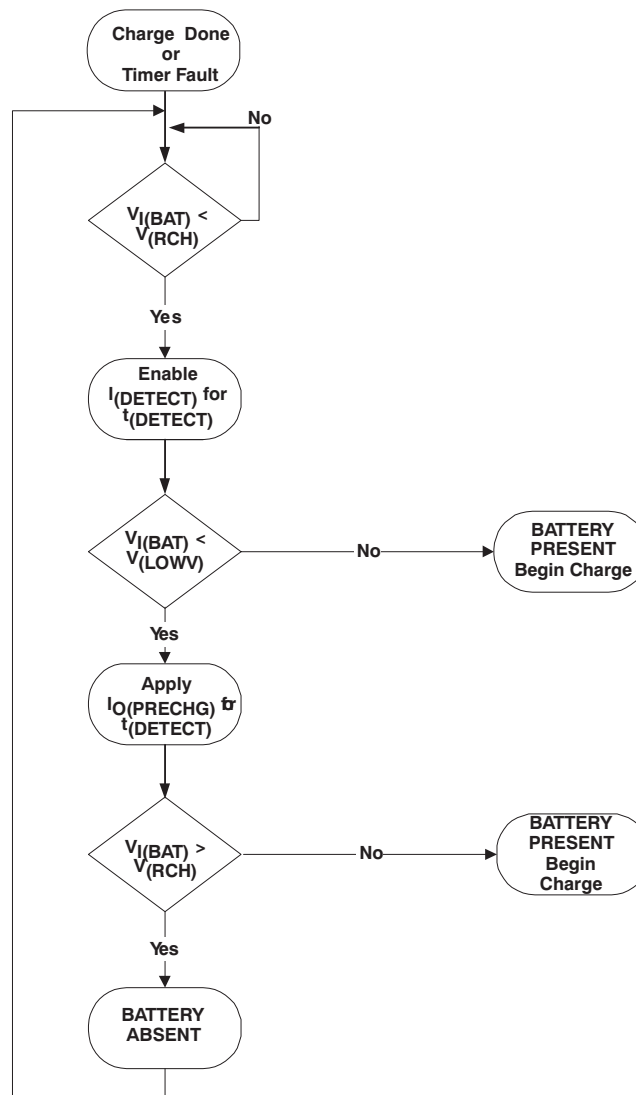 Charge Done
or
Timer Fault
No
VI(BAT) <
V(RCH)
Yes
Enable
I(DETECT) for
t(DETECT)
VI(BAT) <
V(LOWV)
No
BATTERY
PRESENT
Begin Charge
Yes
Apply
IO(PRECHG) for
t(DETECT)
VI(BAT) >
V(RCH)
No
BATTERY
PRESENT
Begin
Charge
Yes
BATTERY
ABSENT